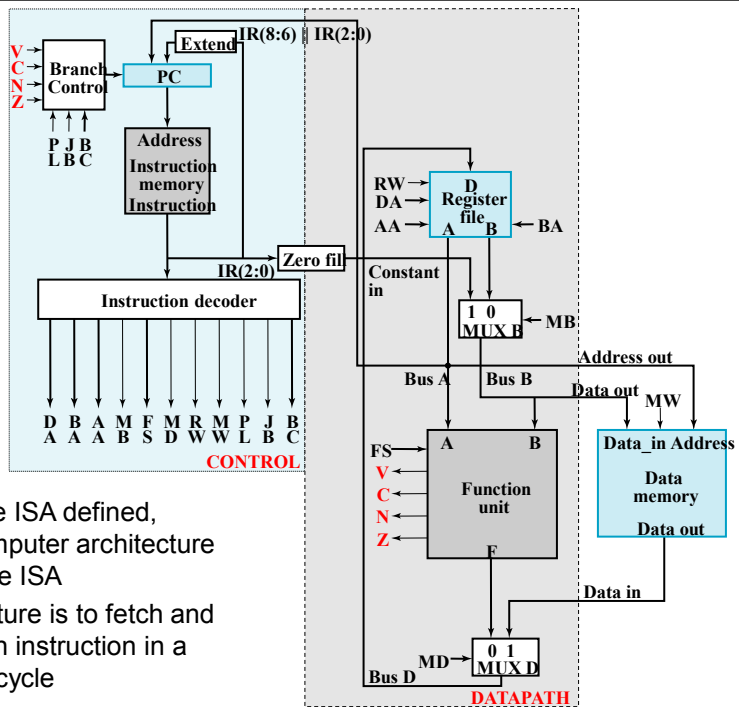 IR(8:6) || IR(2:0)
Extend
V
C
N
Z
Branch
Control
PC
P
L
J
B
B
C
Address
Instruction
memory
Instruction
RW
DA
AA
D
Register
file
A B
BA
IR(2:0)
Zero fill
Constant
in
Instruction decoder
1 0
MUX B
MB
Address out
Bus A
Bus B
Data out
MW
D
A
B
A
A
A
M
B
F
S
M
D
R
W
M
W
P
L
J
B
B
C
CONTROL
FS
V
C
N
Z
A B
Function
unit
F
Data_in Address
Data
memory
Data out
Data in
e ISA defined,
mputer architecture
e ISA
ture is to fetch and
n instruction in a
cycle
0 1
MUX D
MD
Bus D
DATAPATH